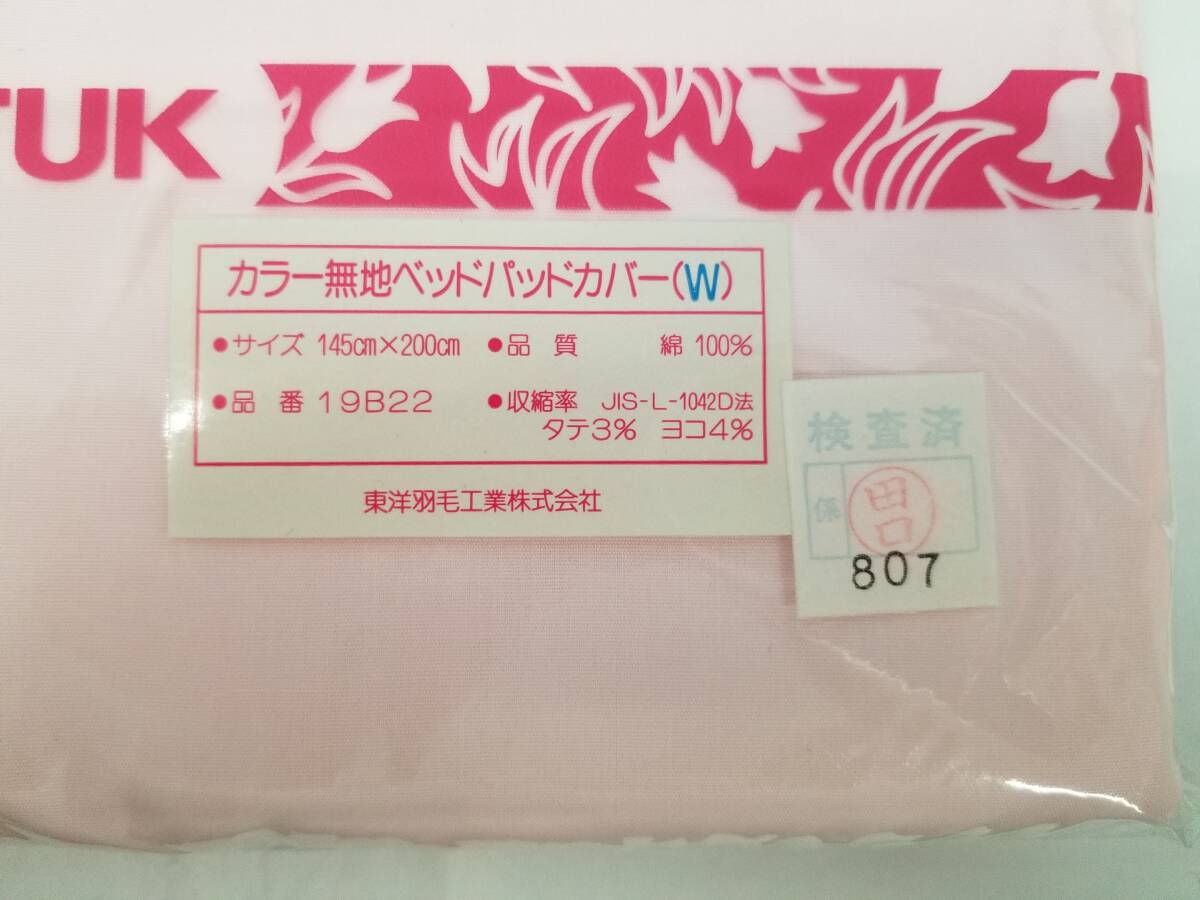 TUK
カラー無地ベッドパッドカバー(W)
●サイズ 145cm×200cm ●品質 綿 100%
●品番 19B22 ●収縮率 JIS-L-1042D法
タテ3% ヨコ4%
東洋羽毛工業株式会社
検査済
係 田口
807